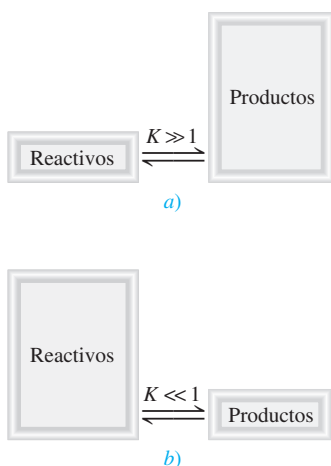 Productos
K ≫ 1
Reactivos
a)
Reactivos
K ≪ 1
Productos
b)